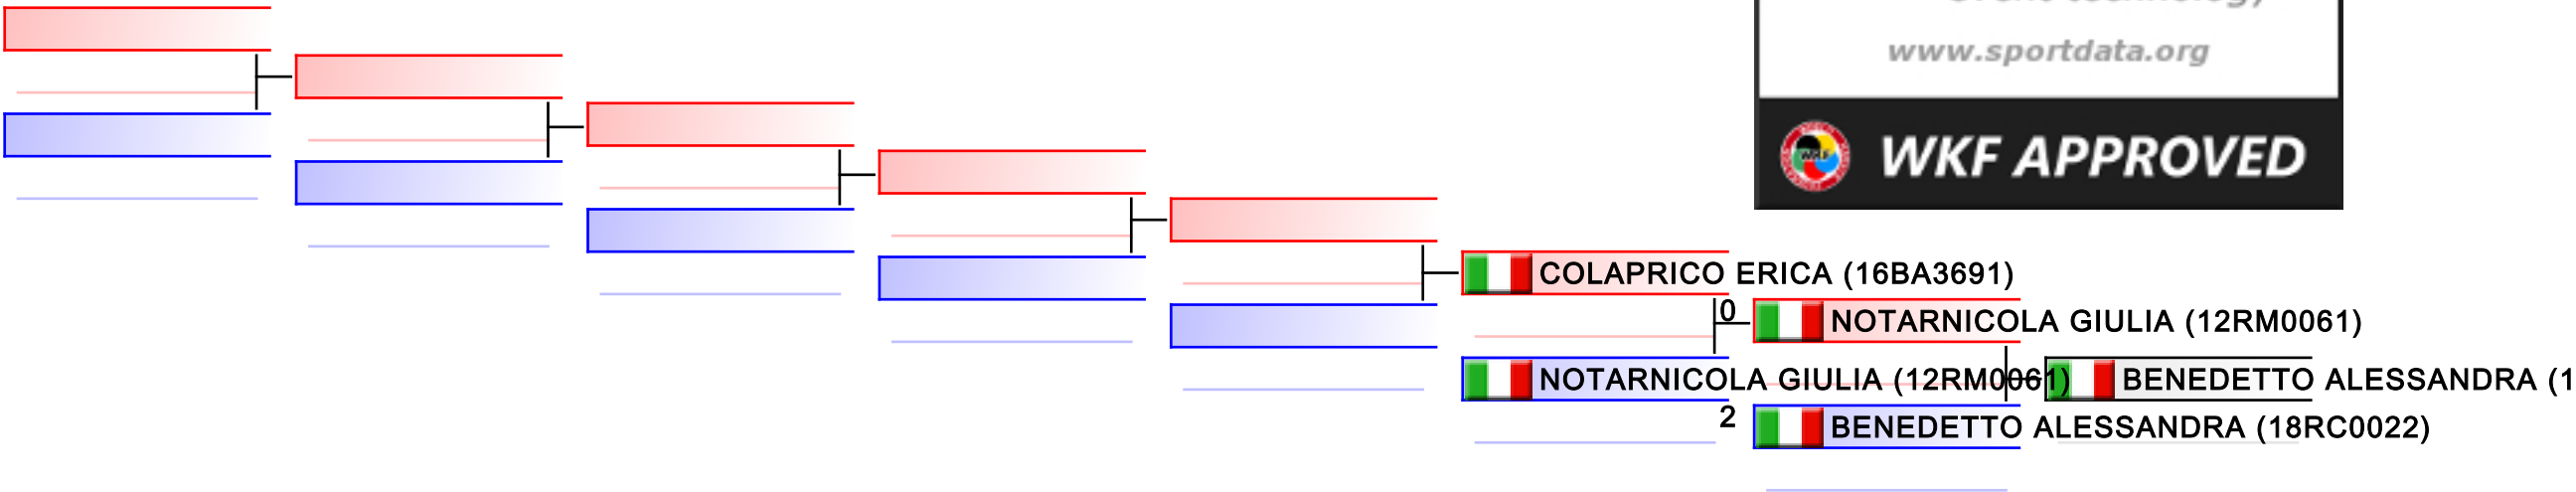 www.sportdata.org
WKF APPROVED
COLAPRICO ERICA (16BA3691)
0
NOTARNICOLA GIULIA (12RM0061)
NOTARNICOLA GIULIA (12RM0061)
BENEDETTO ALESSANDRA (1
2
BENEDETTO ALESSANDRA (18RC0022)